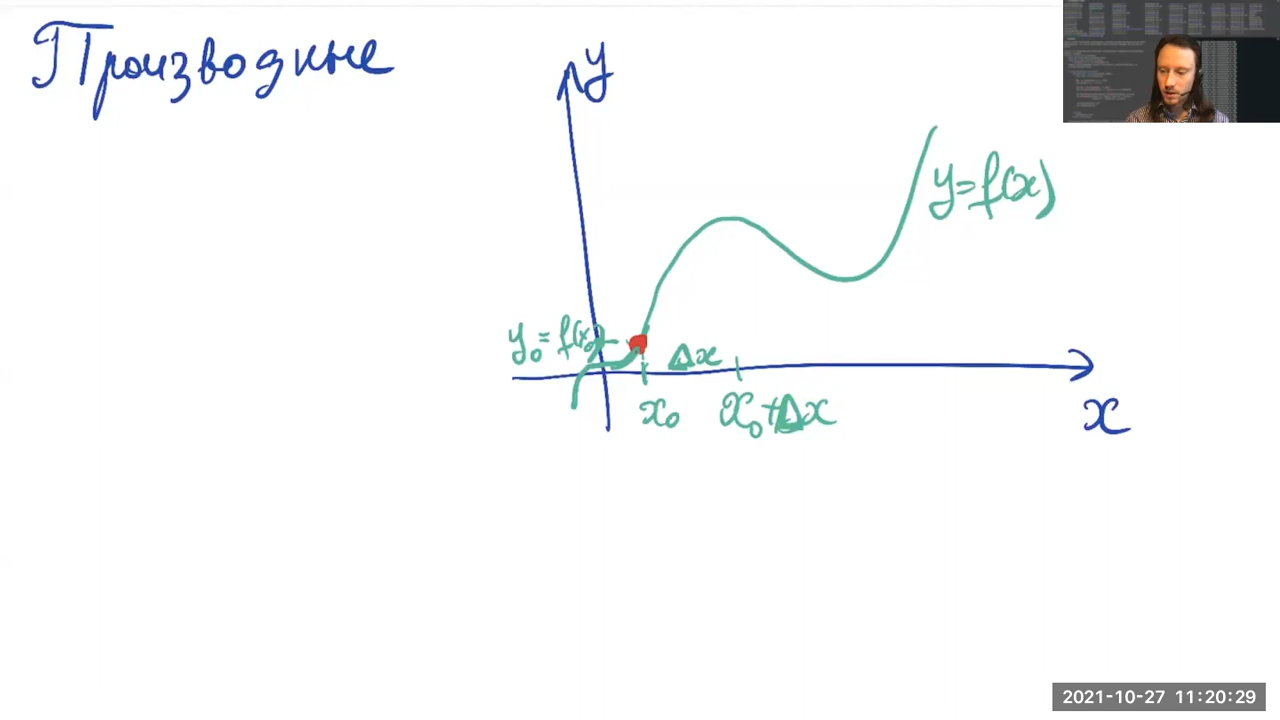 Производные
y
y=f(x)
y₀=f(x₀)
Δx
x₀
x₀+Δx
x
2021-10-27 11:20:29